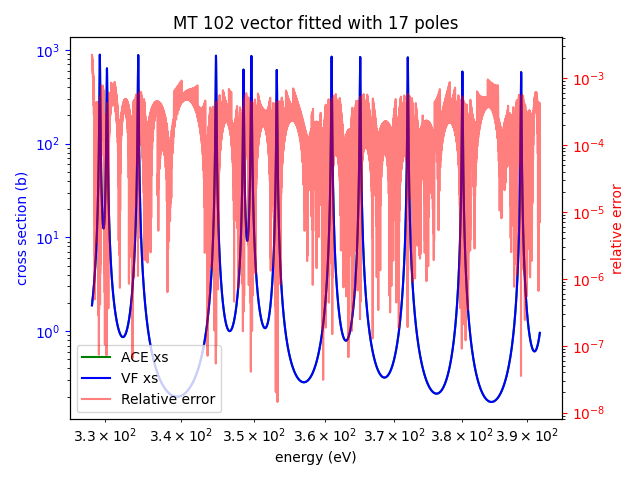 MT 102 vector fitted with 17 poles
10³
10²
10¹
10⁰
cross section (b)
10⁻³
10⁻⁴
10⁻⁵
10⁻⁶
10⁻⁷
10⁻⁸
relative error
ACE xs
VF xs
Relative error
3.3 × 10² 3.4 × 10² 3.5 × 10² 3.6 × 10² 3.7 × 10² 3.8 × 10² 3.9 × 10²
energy (eV)